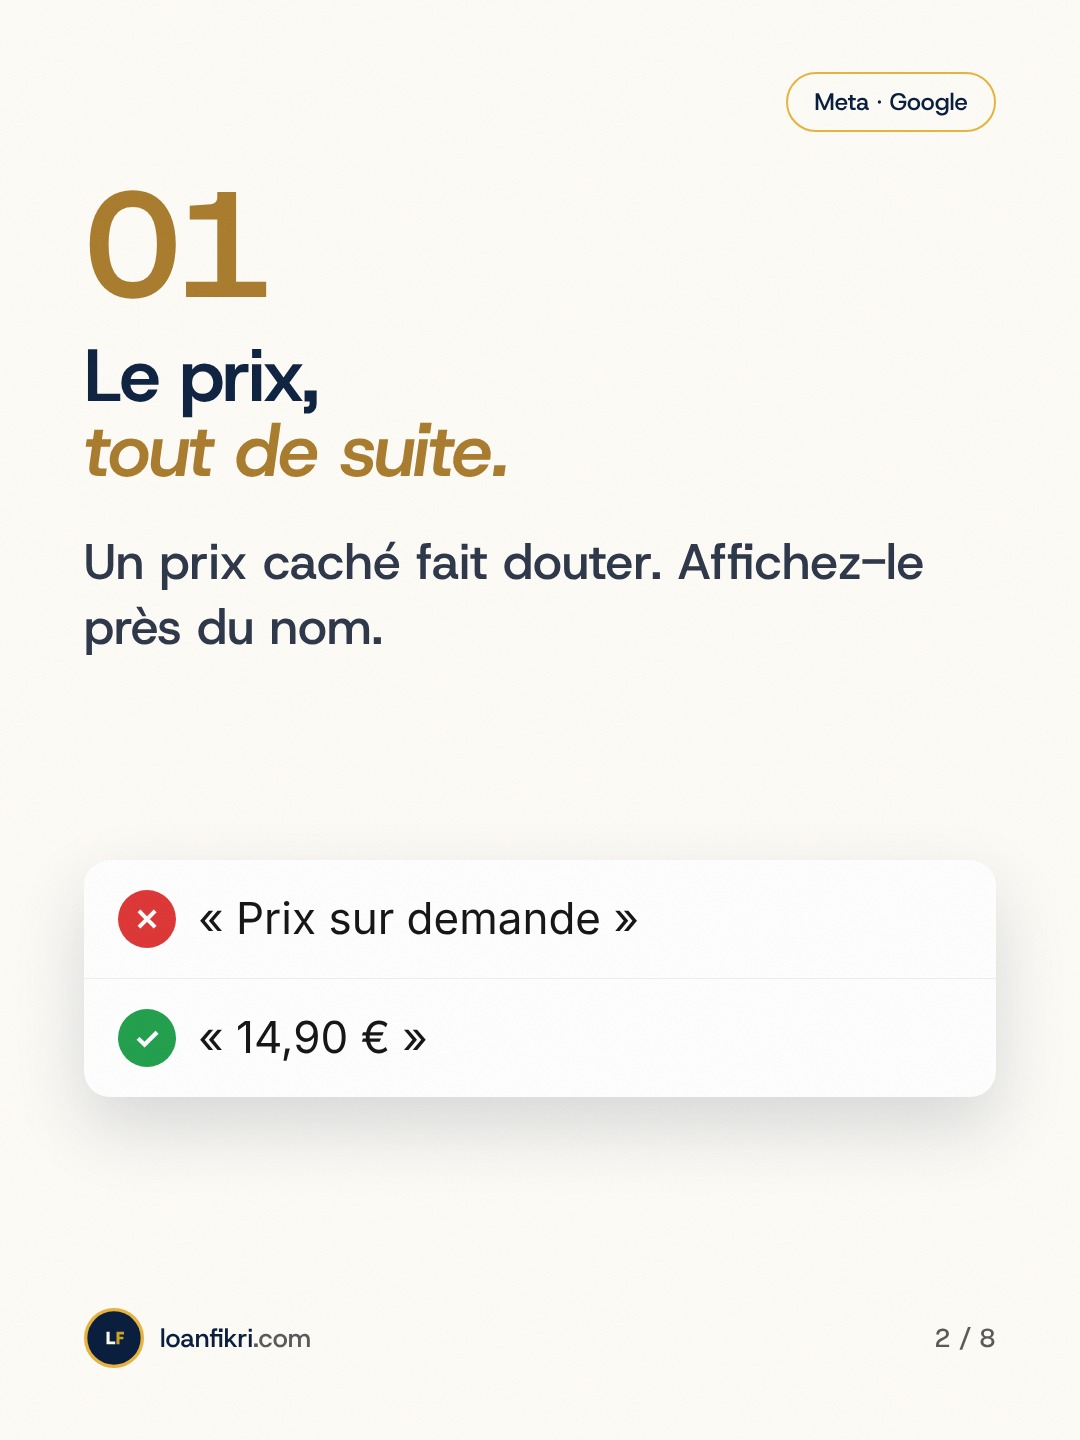 Meta · Google
01
Le prix,
tout de suite.
Un prix caché fait douter. Affichez-le
près du nom.
« Prix sur demande »
« 14,90 € »
LF loanfikri.com
2 / 8